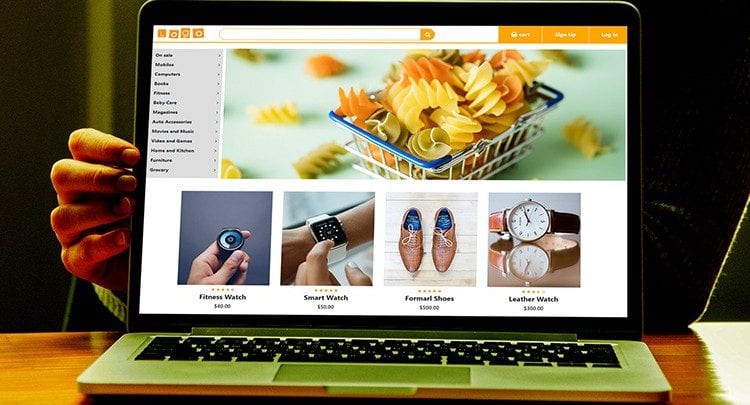 LOGO
cart
Sign Up
Log In
On sale
Mobiles
Computers
Books
Fitness
Baby Care
Magazines
Auto Accessories
Movies and Music
Video and Games
Home and Kitchen
Furniture
Grocery
Fitness Watch
$40.00
Smart Watch
$50.00
Formarl Shoes
$500.00
Leather Watch
$300.00